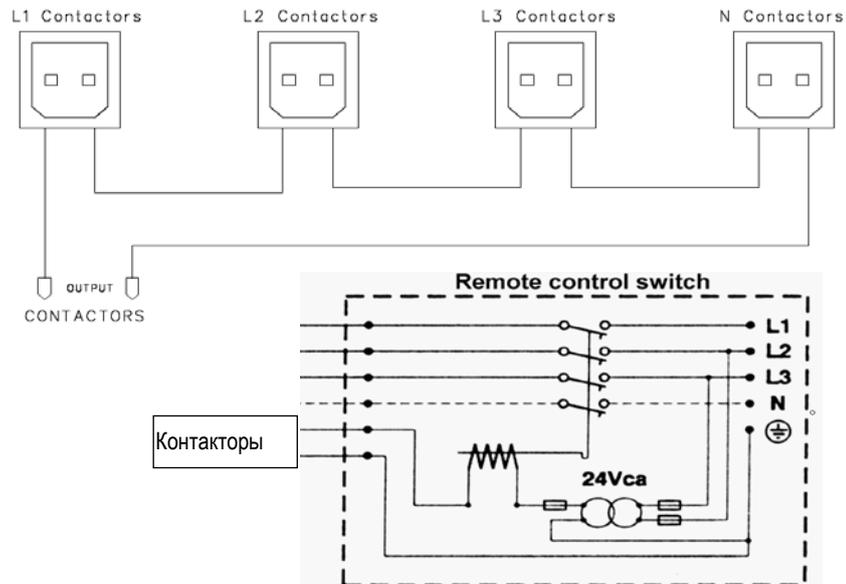 L1 Contactors L2 Contactors L3 Contactors N Contactors
OUTPUT
CONTACTORS
Remote control switch
L1
L2
L3
N
Контакторы
24Vca